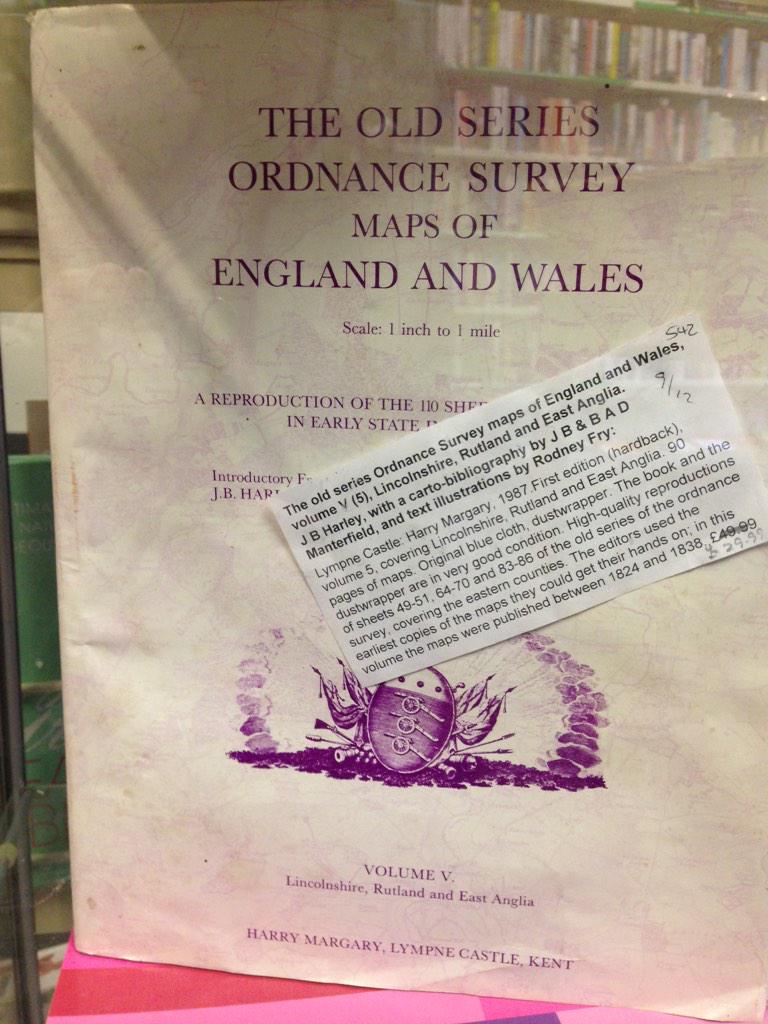 THE OLD SERIES
ORDNANCE SURVEY
MAPS OF
ENGLAND AND WALES
Scale: 1 inch to 1 mile
A REPRODUCTION OF THE 110
IN EARLY STATE
Introductory
J.B.
542
9/12
The old series Ordnance Survey maps of England and Wales,
volume V (5), Lincolnshire, Rutland and East Anglia.
J B Harley, with a carto-bibliography by J B & B A D
Manterfield, and text illustrations by Rodney Fry:
Lympne Castle: Harry Margary, 1987.First edition (hardback),
volume 5, covering Lincolnshire, Rutland and East Anglia. 90
pages of maps. Original blue cloth, dustwrapper. The book and the
dustwrapper are in very good condition. High-quality reproductions
of sheets 49-51, 64-70 and 83-86 of the old series of the ordnance
survey, covering the eastern counties. The editors used the
earliest copies of the maps they could get their hands on; in this
volume the maps were published between 1824 and 1838. £49.99
£29.99
VOLUME V.
Lincolnshire, Rutland and East Anglia
HARRY MARGARY, LYMPNE CASTLE, KENT